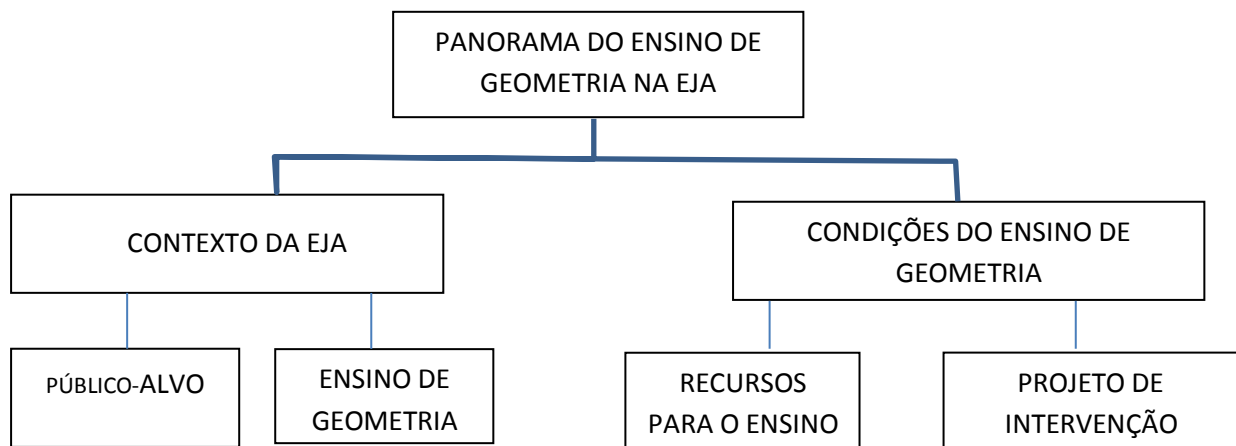 PANORAMA DO ENSINO DE
GEOMETRIA NA EJA
CONTEXTO DA EJA
CONDIÇÕES DO ENSINO DE
GEOMETRIA
PÚBLICO-ALVO
ENSINO DE
GEOMETRIA
RECURSOS
PARA O ENSINO
PROJETO DE
INTERVENÇÃO